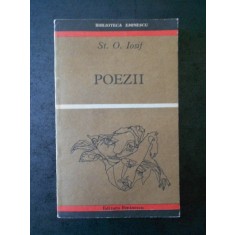 BIBLIOTECA EMINESCU
St. O. Iosif
POEZII
Editura Eminescu